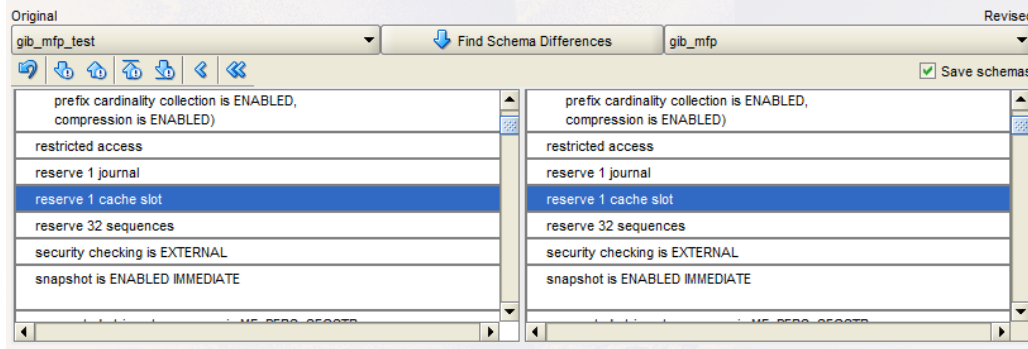 Original
Revised
gib_mfp_test
Find Schema Differences
gib_mfp
Save schemas
prefix cardinality collection is ENABLED,
compression is ENABLED)
restricted access
reserve 1 journal
reserve 1 cache slot
reserve 32 sequences
security checking is EXTERNAL
snapshot is ENABLED IMMEDIATE
prefix cardinality collection is ENABLED,
compression is ENABLED)
restricted access
reserve 1 journal
reserve 1 cache slot
reserve 32 sequences
security checking is EXTERNAL
snapshot is ENABLED IMMEDIATE